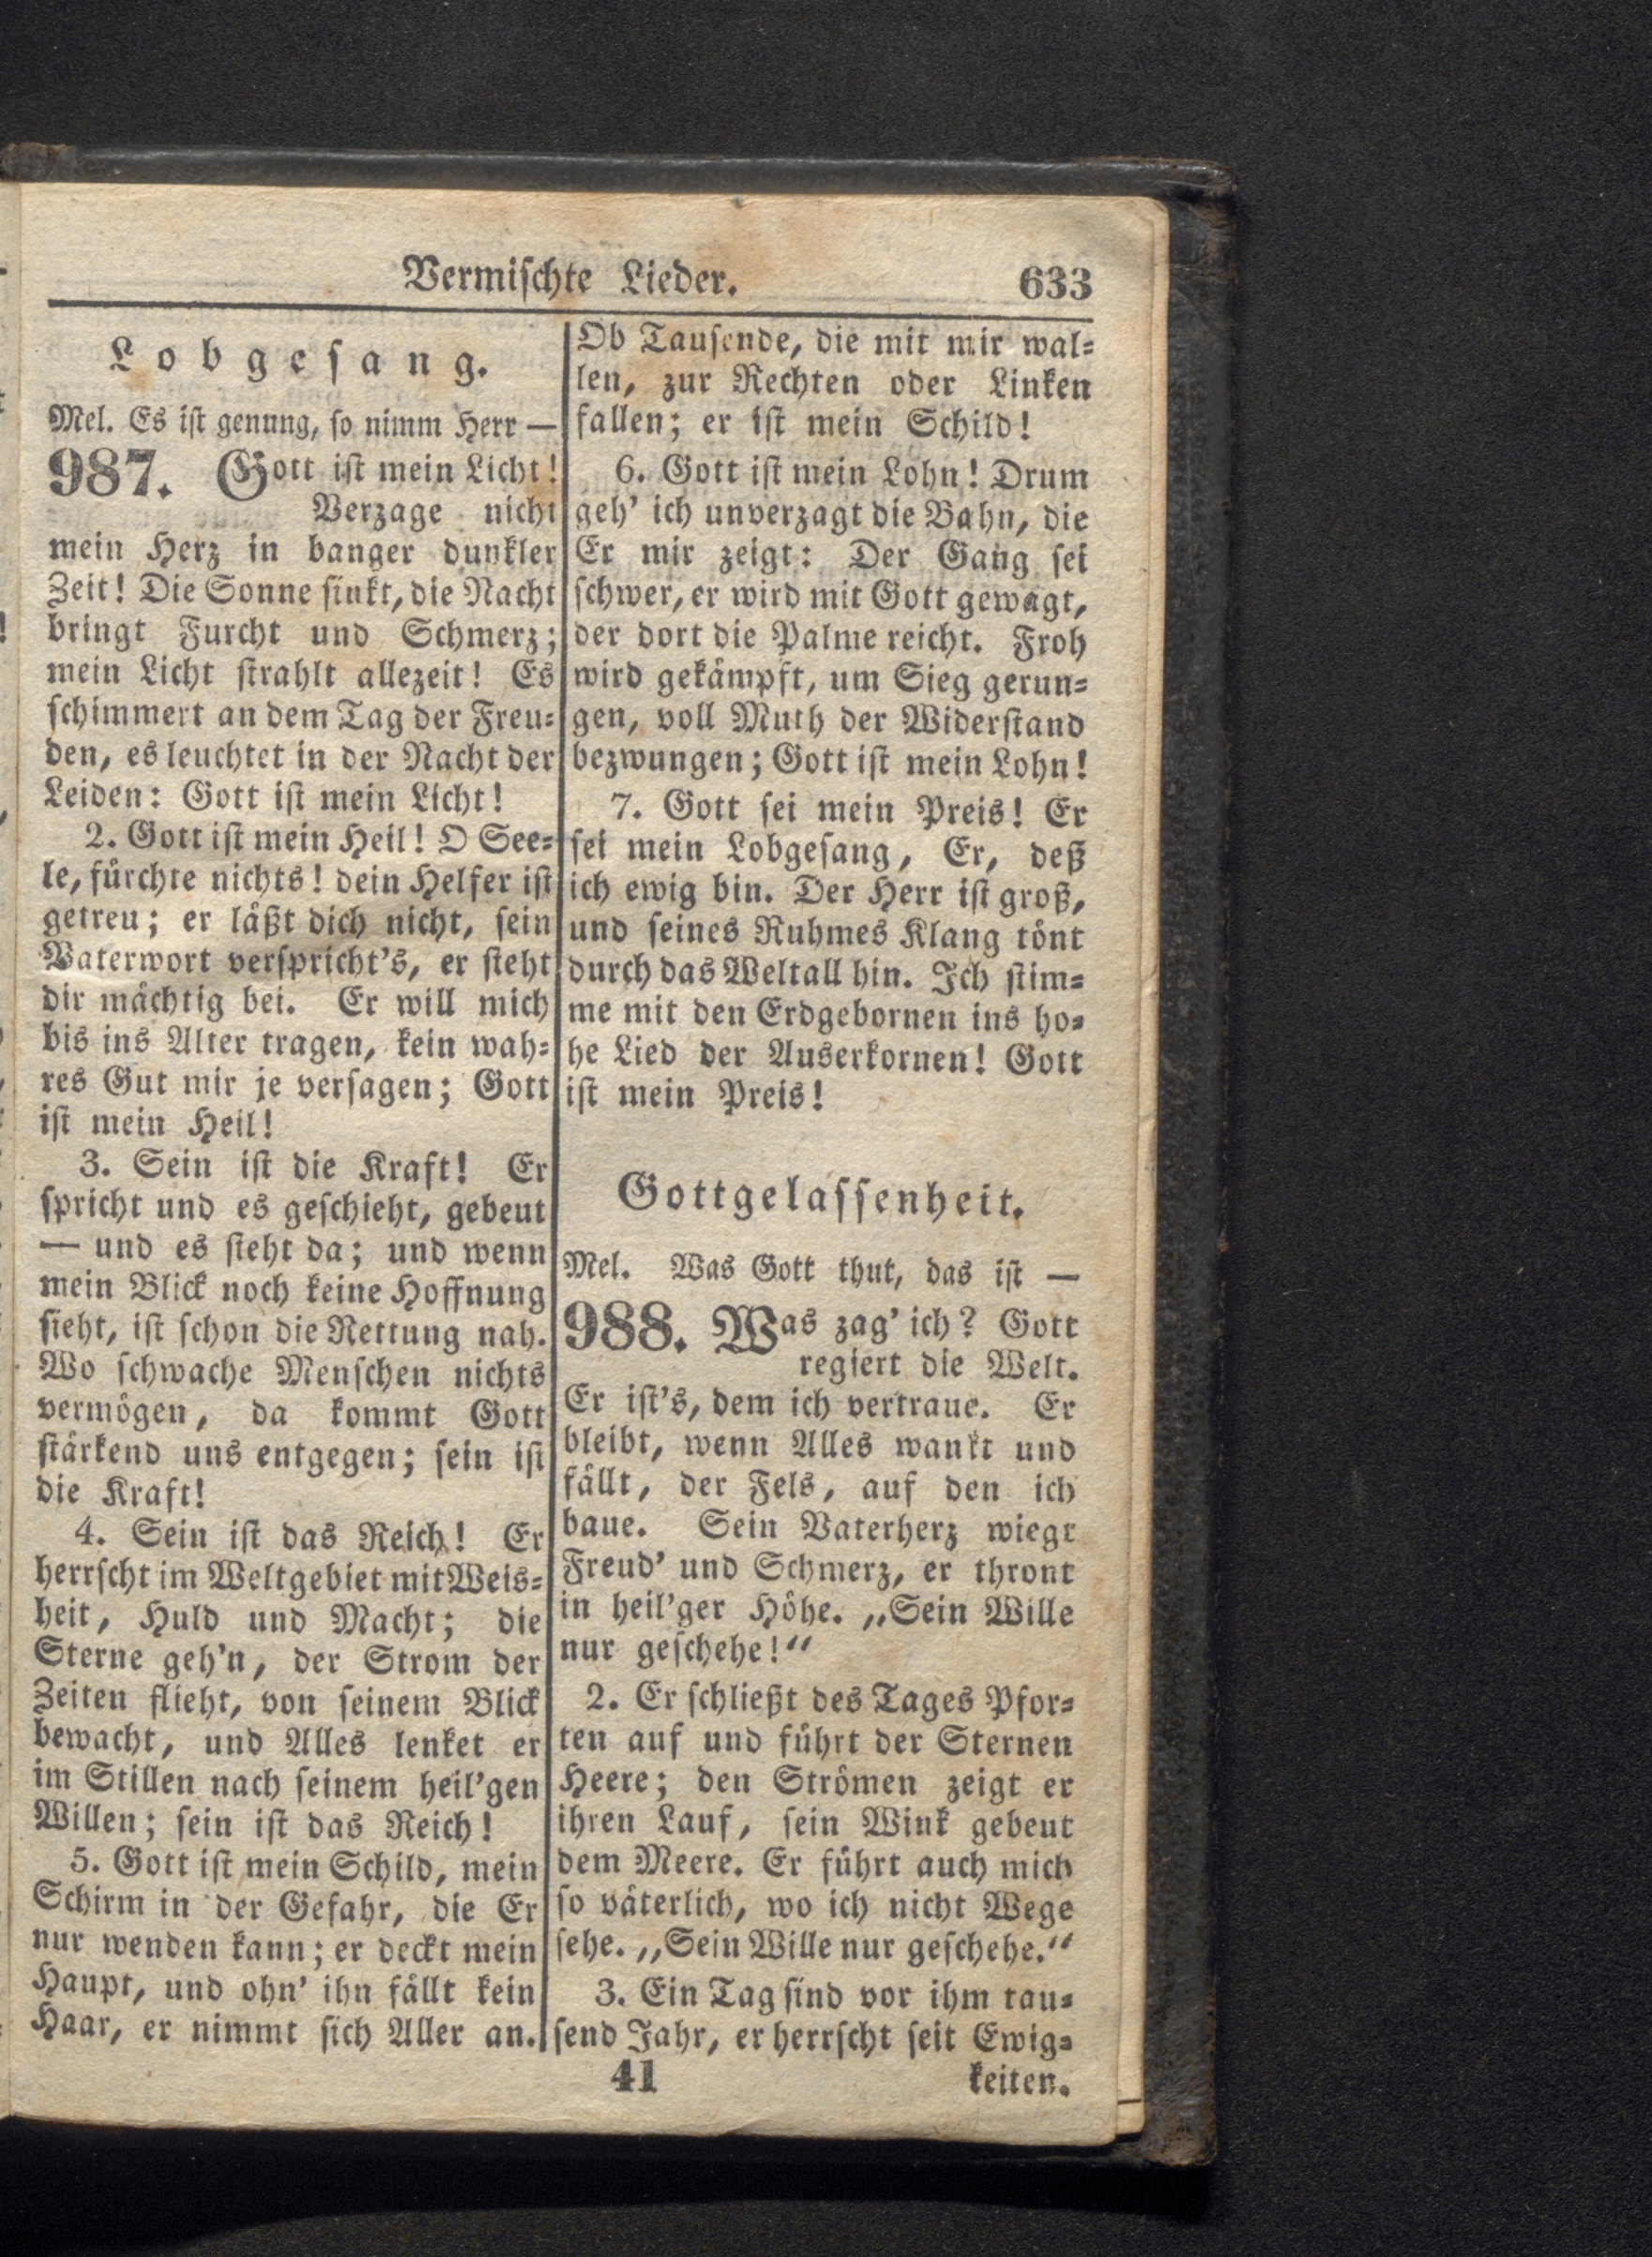 Vermischte Lieder. 633
Lobgesang.
Mel. Es ist genung, so nimm Herr —
987. Gott ist mein Licht!
Verzage nicht
mein Herz in banger dunkler
Zeit! Die Sonne sinkt, die Nacht
bringt Furcht und Schmerz;
mein Licht strahlt allezeit! Es
schimmert an dem Tag der Freu-
den, es leuchtet in der Nacht der
Leiden: Gott ist mein Licht!
2. Gott ist mein Heil! O See-
le, fürchte nichts! dein Helfer ist
getreu; er läßt dich nicht, sein
Vaterwort verspricht's, er steht
dir mächtig bei. Er will mich
bis ins Alter tragen, kein wah-
res Gut mir je versagen; Gott
ist mein Heil!
3. Sein ist die Kraft! Er
spricht und es geschieht, gebeut
— und es steht da; und wenn
mein Blick noch keine Hoffnung
sieht, ist schon die Rettung nah.
Wo schwache Menschen nichts
vermögen, da kommt Gott
stärkend uns entgegen; sein ist
die Kraft!
4. Sein ist das Reich! Er
herrscht im Weltgebiet mit Weis-
heit, Huld und Macht; die
Sterne geh'n, der Strom der
Zeiten flieht, von seinem Blick
bewacht, und Alles lenket er
im Stillen nach seinem heil'gen
Willen; sein ist das Reich!
5. Gott ist mein Schild, mein
Schirm in der Gefahr, die Er
nur wenden kann; er deckt mein
Haupt, und ohn' ihn fällt kein
Haar, er nimmt sich Aller an.
Ob Tausende, die mit mir wal-
len, zur Rechten oder Linken
fallen; er ist mein Schild!
6. Gott ist mein Lohn! Drum
geh' ich unverzagt die Bahn, die
Er mir zeigt: Der Gang sei
schwer, er wird mit Gott gewagt,
der dort die Palme reicht. Froh
wird gekämpft, um Sieg gerun-
gen, voll Muth der Widerstand
bezwungen; Gott ist mein Lohn!
7. Gott sei mein Preis! Er
sei mein Lobgesang, Er, deß
ich ewig bin. Der Herr ist groß,
und seines Ruhmes Klang tönt
durch das Weltall hin. Ich stim-
me mit den Erdgebornen ins ho-
he Lied der Auserkornen! Gott
ist mein Preis!
Gottgelassenheit.
Mel. Was Gott thut, das ist —
988. Was zag' ich? Gott
regiert die Welt.
Er ist's, dem ich vertraue. Er
bleibt, wenn Alles wankt und
fällt, der Fels, auf den ich
baue. Sein Vaterherz wiegt
Freud' und Schmerz, er thront
in heil'ger Höhe. „Sein Wille
nur geschehe!“
2. Er schließt des Tages Pfor-
ten auf und führt der Sternen
Heere; den Strömen zeigt er
ihren Lauf, sein Wink gebeut
dem Meere. Er führt auch mich
so väterlich, wo ich nicht Wege
sehe. „Sein Wille nur geschehe.“
3. Ein Tag sind vor ihm tau-
send Jahr, er herrscht seit Ewig-
41 keiten.